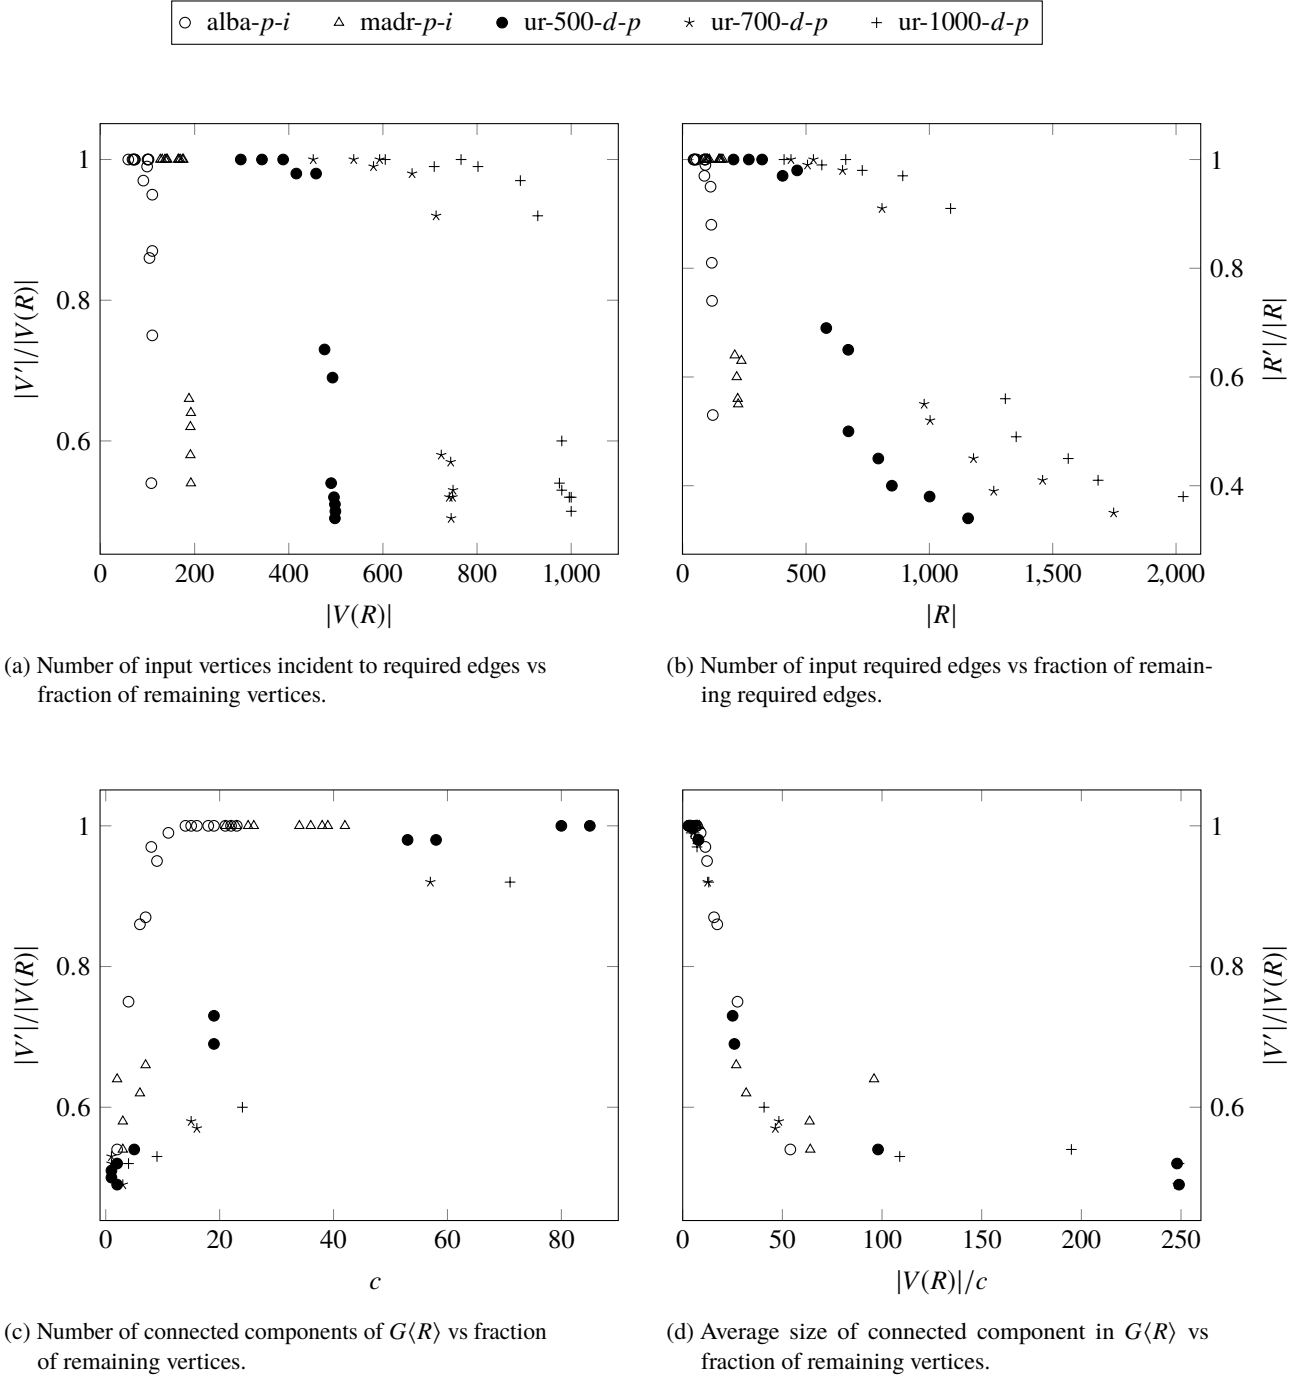 alba-p-i madr-p-i ur-500-d-p ur-700-d-p ur-1000-d-p
1
0.8
0.6
|V′|/|V(R)|
0 200 400 600 800 1,000
|V(R)|
(a) Number of input vertices incident to required edges vs
fraction of remaining vertices.
1
0.8
0.6
0.4
|R′|/|R|
0 500 1,000 1,500 2,000
|R|
(b) Number of input required edges vs fraction of remain-
ing required edges.
1
0.8
0.6
|V′|/|V(R)|
0 20 40 60 80
c
(c) Number of connected components of G⟨R⟩ vs fraction
of remaining vertices.
1
0.8
0.6
|V′|/|V(R)|
0 50 100 150 200 250
|V(R)|/c
(d) Average size of connected component in G⟨R⟩ vs
fraction of remaining vertices.